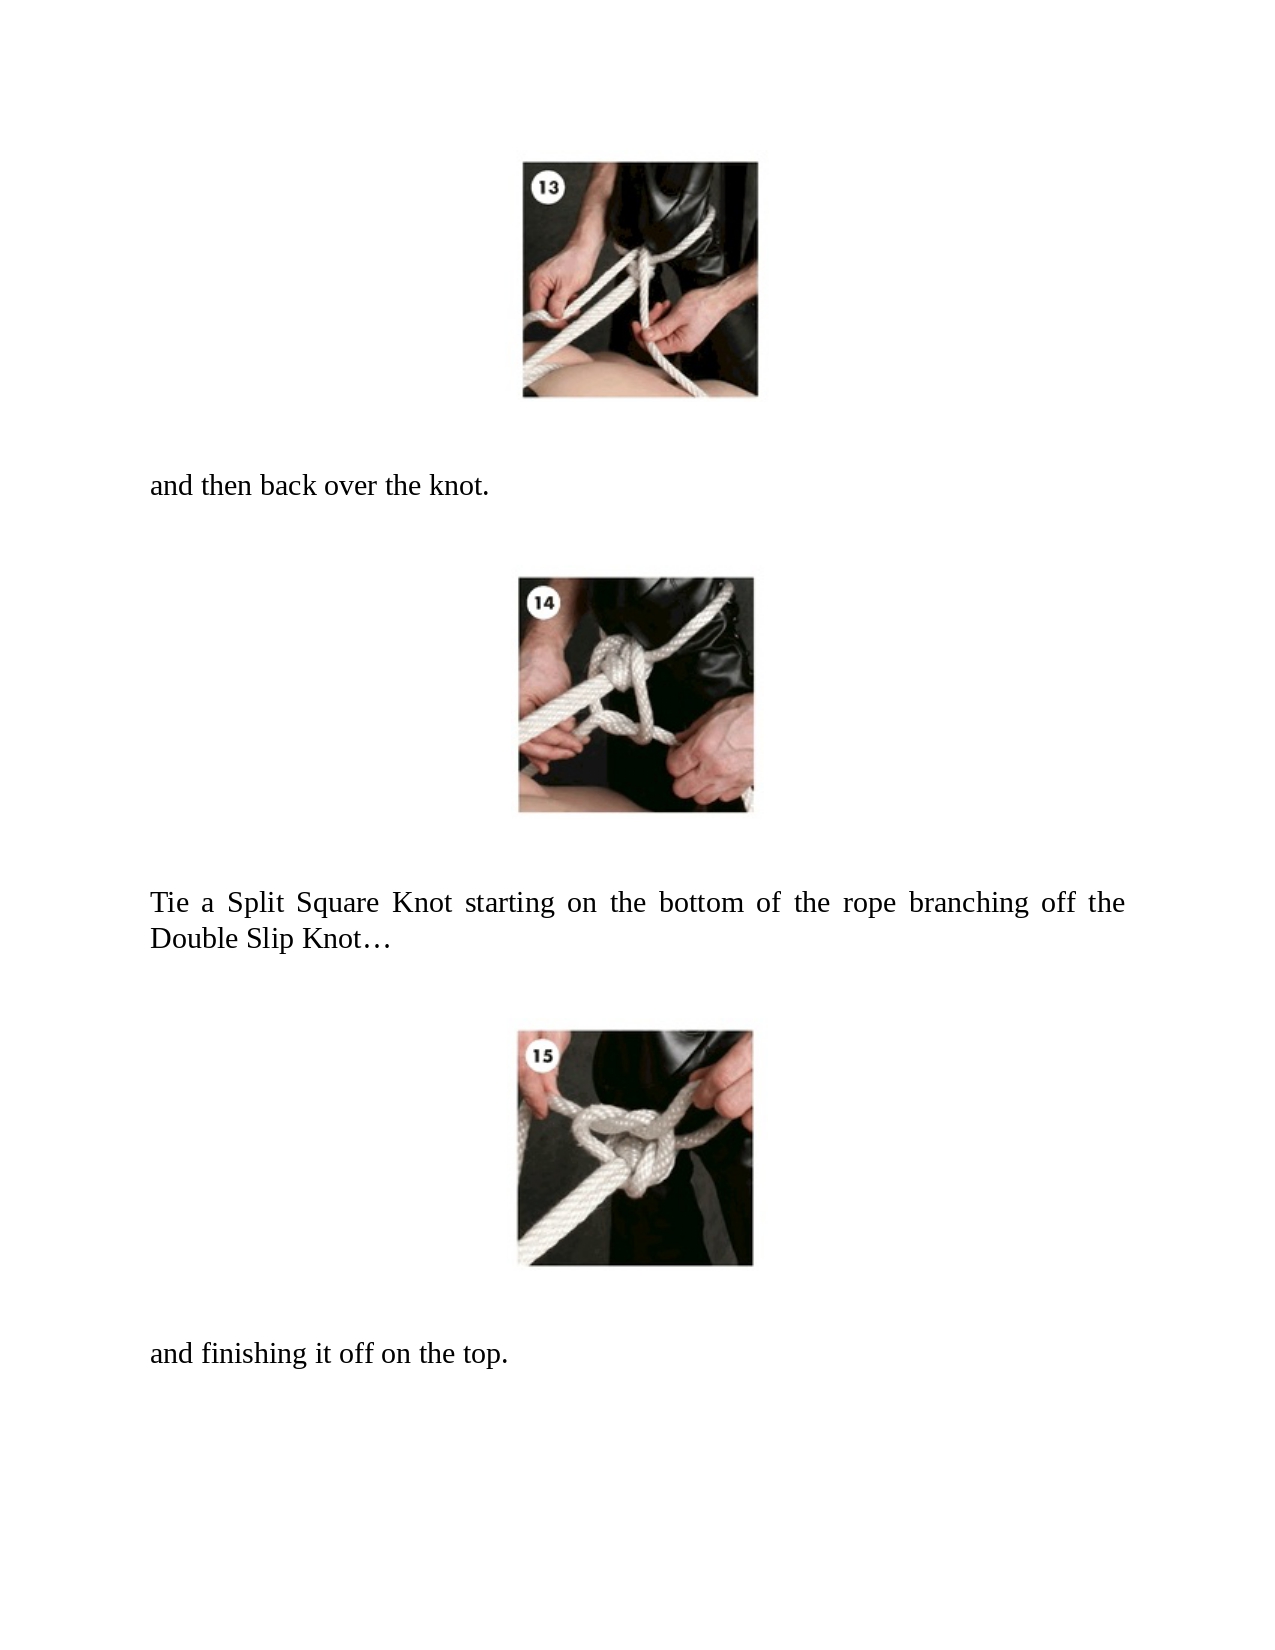 13
and then back over the knot.
14
Tie a Split Square Knot starting on the bottom of the rope branching off the
Double Slip Knot…
15
and finishing it off on the top.